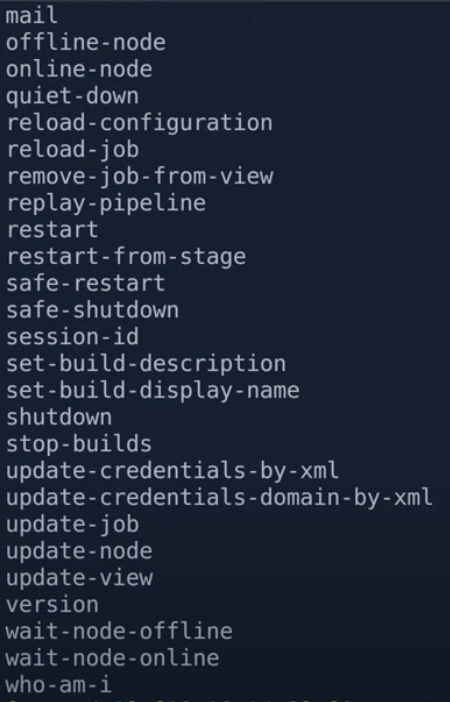 mail
offline-node
online-node
quiet-down
reload-configuration
reload-job
remove-job-from-view
replay-pipeline
restart
restart-from-stage
safe-restart
safe-shutdown
session-id
set-build-description
set-build-display-name
shutdown
stop-builds
update-credentials-by-xml
update-credentials-domain-by-xml
update-job
update-node
update-view
version
wait-node-offline
wait-node-online
who-am-i